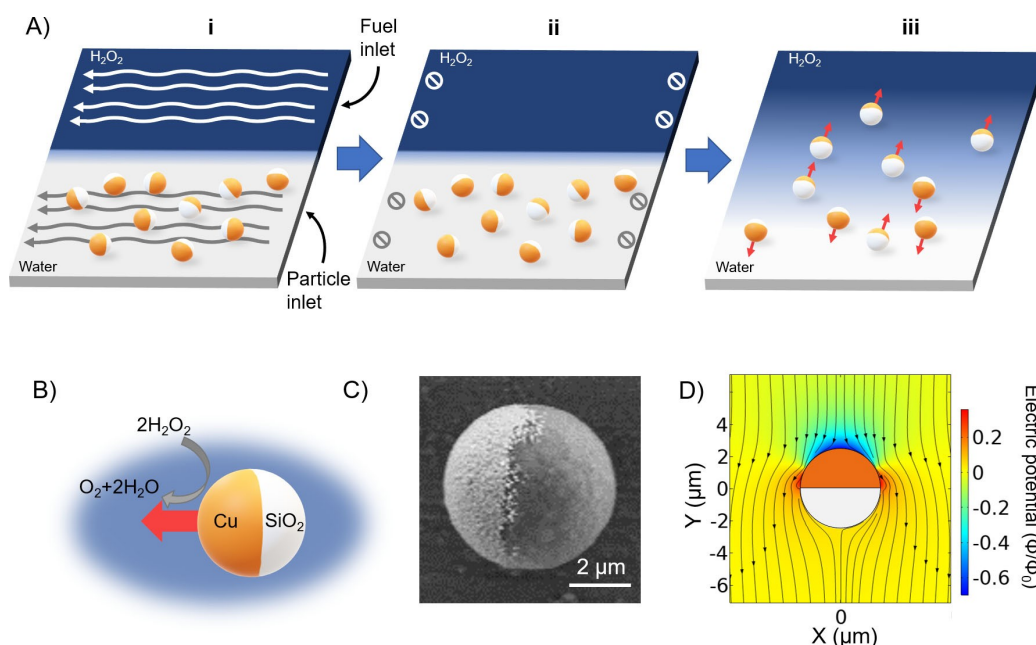 A)
i
ii
iii
Fuel
inlet
H₂O₂
H₂O₂
H₂O₂
Water
Water
Water
Particle
inlet
B)
2H₂O₂
O₂+2H₂O
Cu
SiO₂
C)
2 µm
D)
4
2
0
-2
-4
-6
Y (µm)
0
X (µm)
0.2
0
-0.2
-0.4
-0.6
Electric potential (Φ/Φ₀)